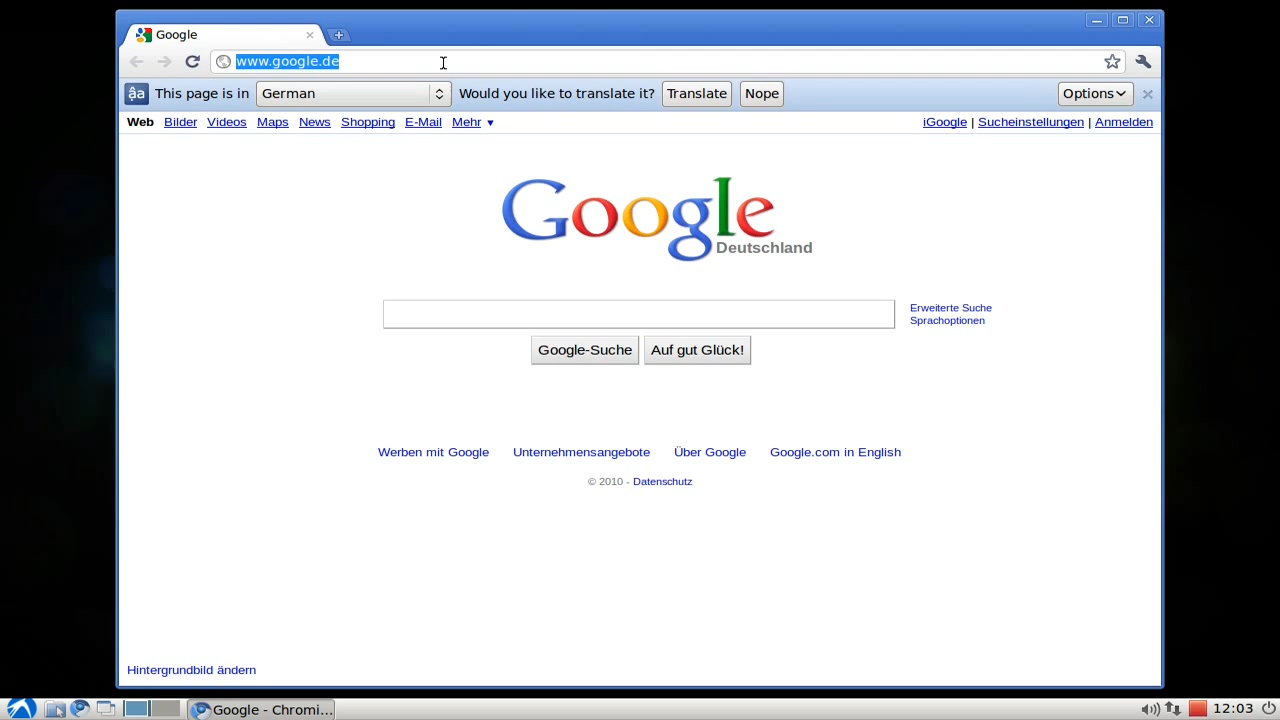 Google
www.google.de
This page is in German Would you like to translate it? Translate Nope Options
Web Bilder Videos Maps News Shopping E-Mail Mehr ▼ iGoogle | Sucheinstellungen | Anmelden
Google
Deutschland
Erweiterte Suche
Sprachoptionen
Google-Suche Auf gut Glück!
Werben mit Google Unternehmensangebote Über Google Google.com in English
© 2010 - Datenschutz
Hintergrundbild ändern
Google - Chromi... 12:03